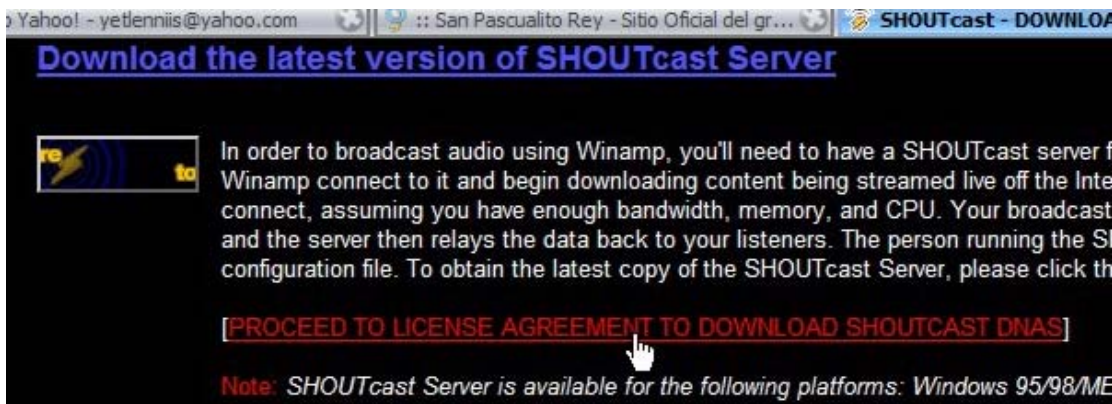 Yahoo! - yetlenniis@yahoo.com :: San Pascualito Rey - Sitio Oficial del gr... SHOUTcast - DOWNLOA
Download the latest version of SHOUTcast Server
re to
In order to broadcast audio using Winamp, you'll need to have a SHOUTcast server f
Winamp connect to it and begin downloading content being streamed live off the Inte
connect, assuming you have enough bandwidth, memory, and CPU. Your broadcast
and the server then relays the data back to your listeners. The person running the S
configuration file. To obtain the latest copy of the SHOUTcast Server, please click th
[PROCEED TO LICENSE AGREEMENT TO DOWNLOAD SHOUTCAST DNAS]
Note: SHOUTcast Server is available for the following platforms: Windows 95/98/ME